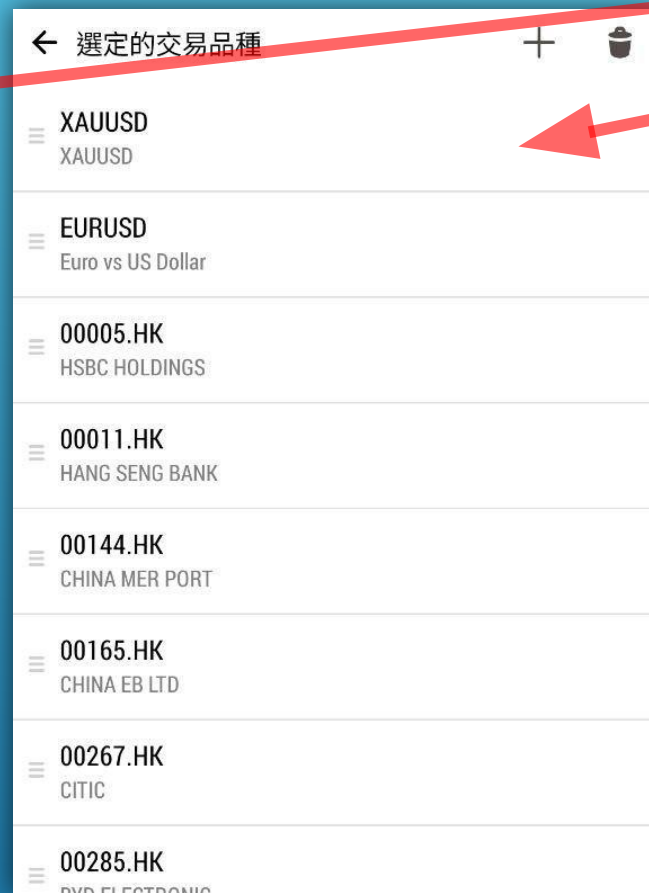 選定的交易品種
XAUUSD
XAUUSD
EURUSD
Euro vs US Dollar
00005.HK
HSBC HOLDINGS
00011.HK
HANG SENG BANK
00144.HK
CHINA MER PORT
00165.HK
CHINA EB LTD
00267.HK
CITIC
00285.HK
BYD ELECTRONIC